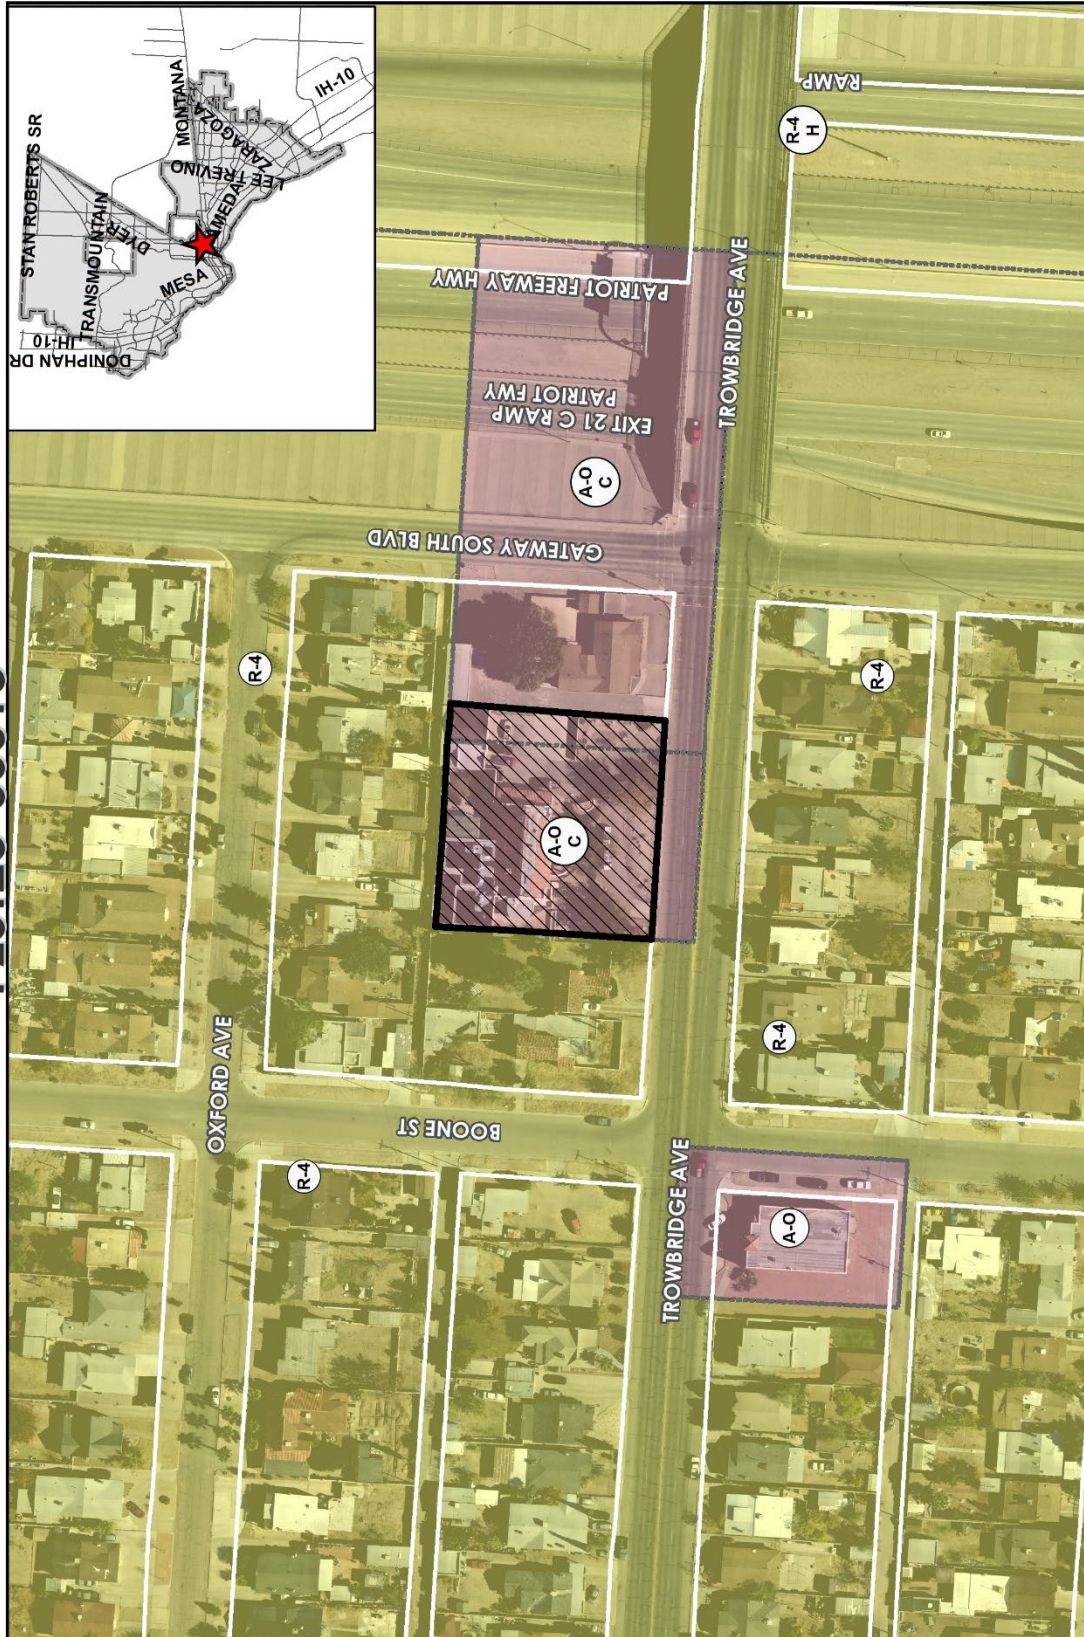 STAN ROBERTS SR
TRANSMOUNTAIN
DONIPHAN DR
IH-10
DYER
MESA
MONTANA
ZARAGOZA
LEE TREVINO
IH-10
RAMP
R-4
H
PATRIOT FREEWAY HWY
TROWBRIDGE AVE
EXIT 21 C RAMP
PATRIOT FWY
A-O
C
GATEWAY SOUTH BLVD
R-4
R-4
A-O
C
OXFORD AVE
R-4
BOONE ST
R-4
TROWBRIDGE AVE
A-O